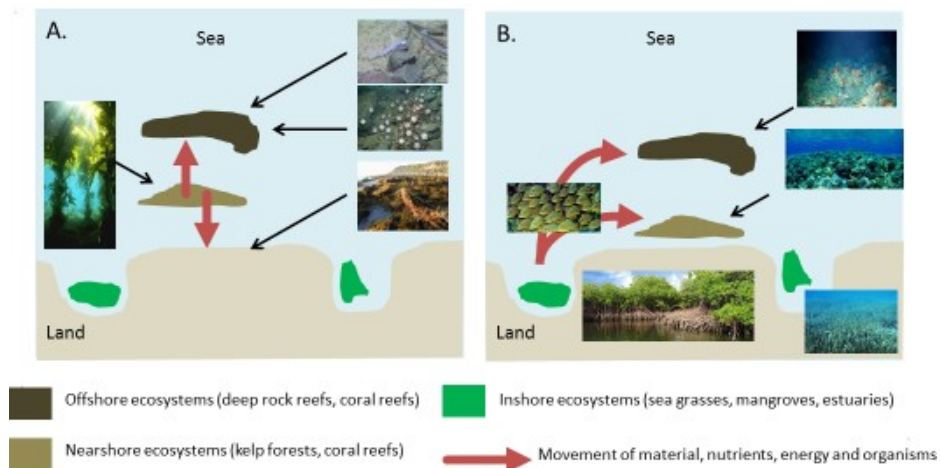 A.
Sea
Land
B.
Sea
Land
Offshore ecosystems (deep rock reefs, coral reefs)
Inshore ecosystems (sea grasses, mangroves, estuaries)
Nearshore ecosystems (kelp forests, coral reefs)
Movement of material, nutrients, energy and organisms